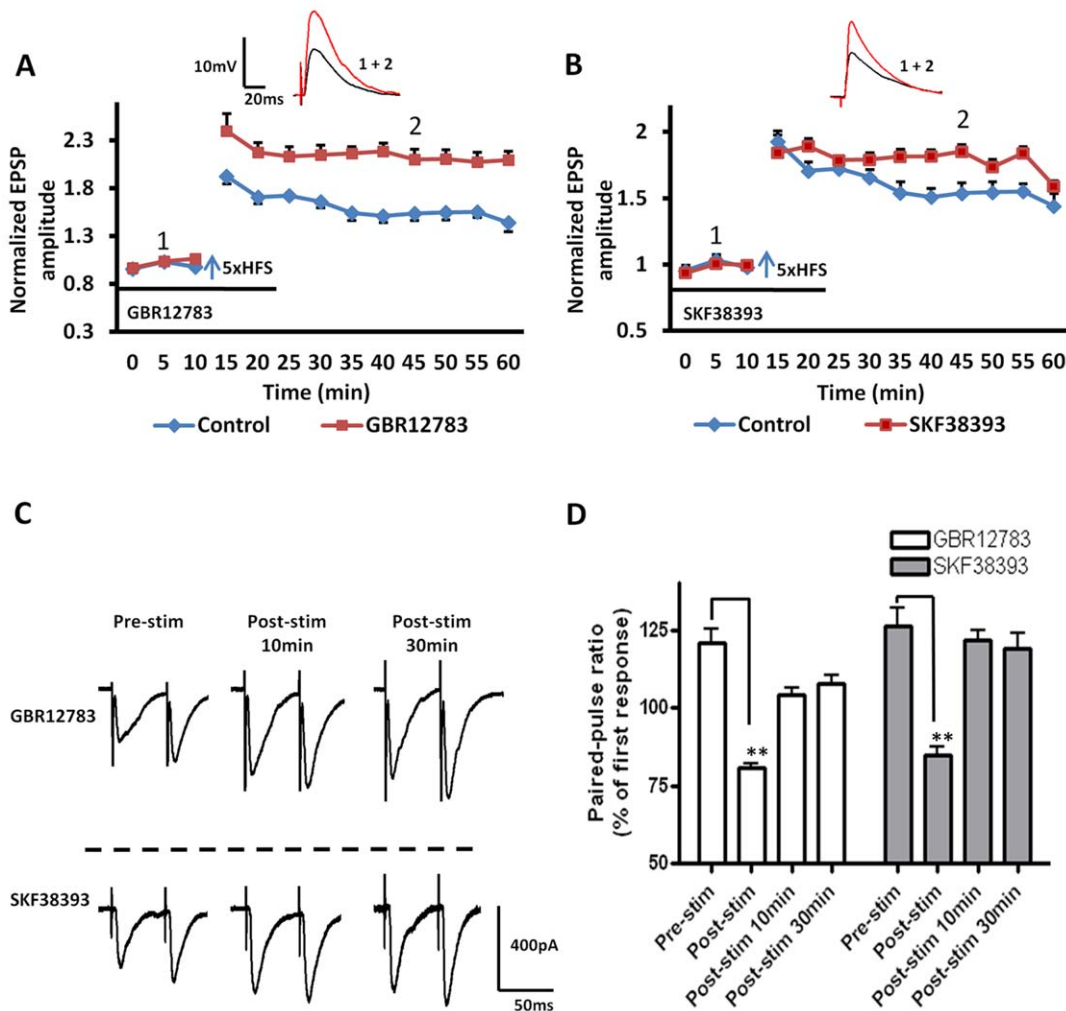 A
10mV
20ms
1 + 2
Normalized EPSP
amplitude
2.3
1.8
1.3
0.8
0.3
1
2
5xHFS
GBR12783
0 5 10 15 20 25 30 35 40 45 50 55 60
Time (min)
Control GBR12783
B
1 + 2
Normalized EPSP
amplitude
2
1.5
1
0.5
1
2
5xHFS
SKF38393
0 5 10 15 20 25 30 35 40 45 50 55 60
Time (min)
Control SKF38393
C
Pre-stim
Post-stim
10min
Post-stim
30min
GBR12783
SKF38393
400pA
50ms
D
GBR12783
SKF38393
Paired-pulse ratio
(% of first response)
125
100
75
50
**
**
Pre-stim
Post-stim
Post-stim 10min
Post-stim 30min
Pre-stim
Post-stim
Post-stim 10min
Post-stim 30min